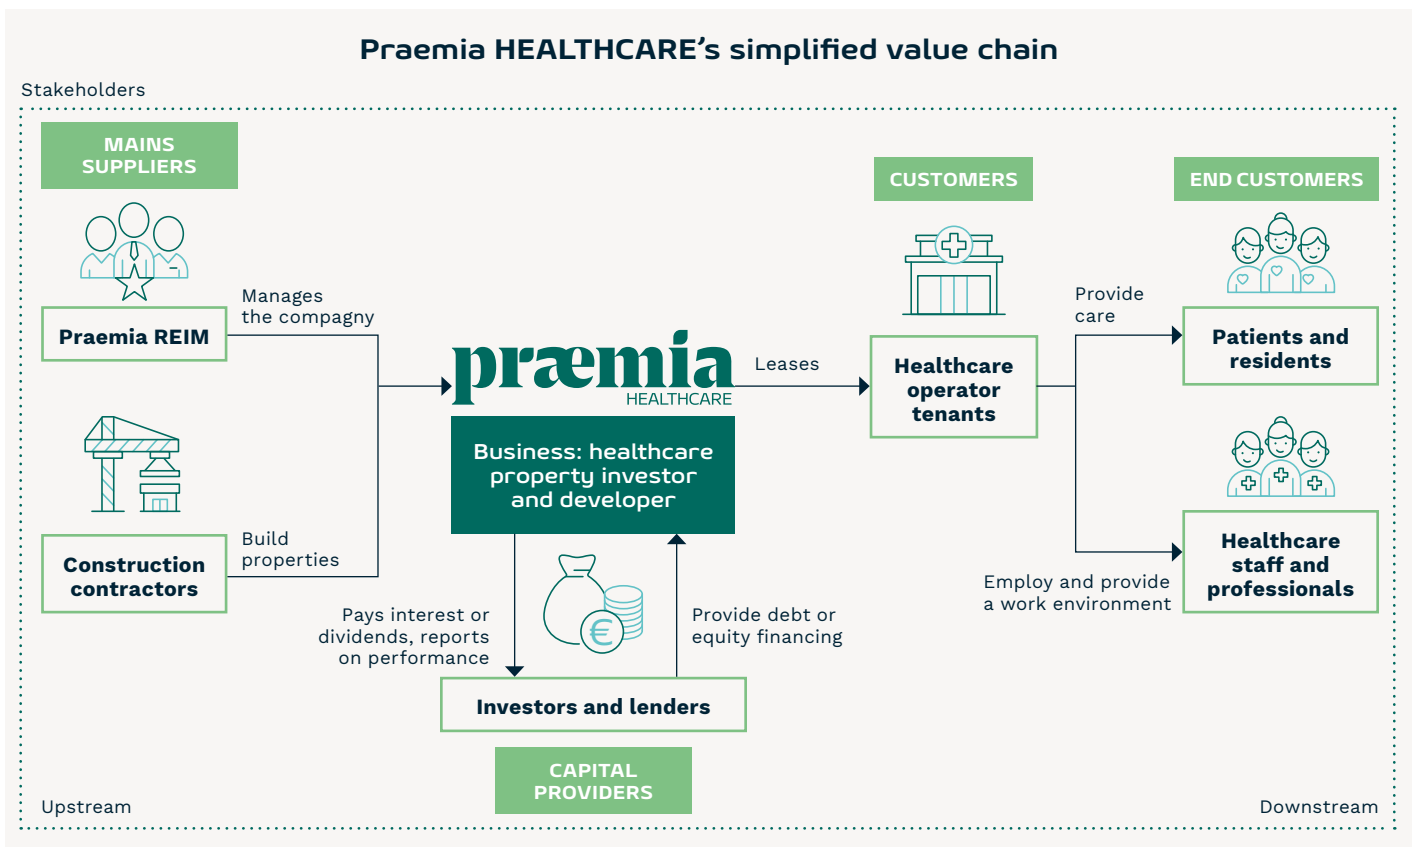 Praemia HEALTHCARE's simplified value chain
Stakeholders
MAINS
SUPPLIERS
Praemia REIM
Manages
the compagny
Construction
contractors
Build
properties
præmia
HEALTHCARE
Business: healthcare
property investor
and developer
Pays interest or
dividends, reports
on performance
€
Provide debt or
equity financing
Investors and lenders
CAPITAL
PROVIDERS
Leases
CUSTOMERS
Healthcare
operator
tenants
END CUSTOMERS
Provide
care
Patients and
residents
Employ and provide
a work environment
Healthcare
staff and
professionals
Upstream
Downstream